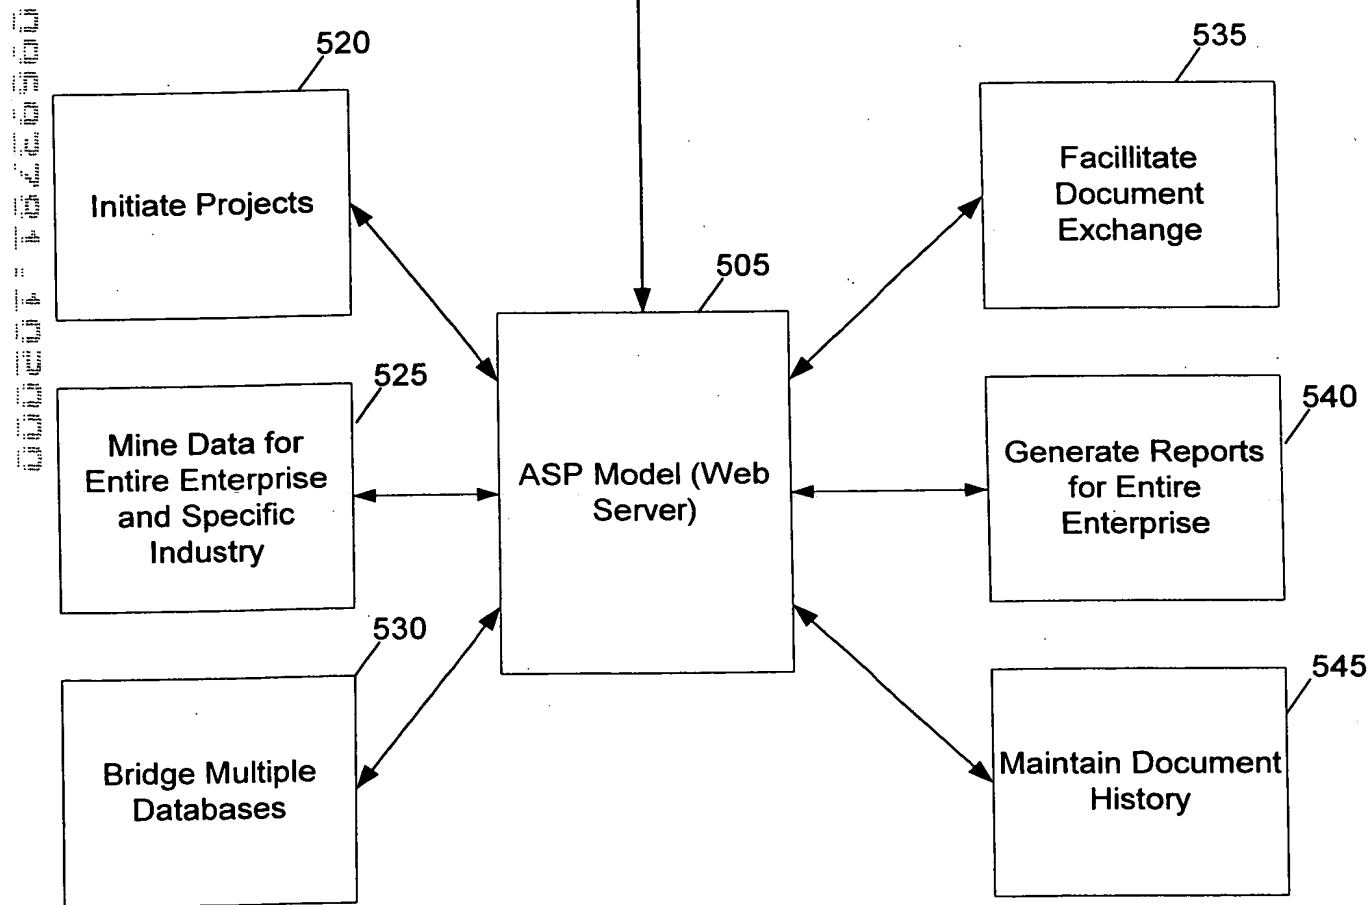 520
Initiate Projects
525
Mine Data for
Entire Enterprise
and Specific
Industry
530
Bridge Multiple
Databases
505
ASP Model (Web
Server)
535
Facillitate
Document
Exchange
540
Generate Reports
for Entire
Enterprise
545
Maintain Document
History